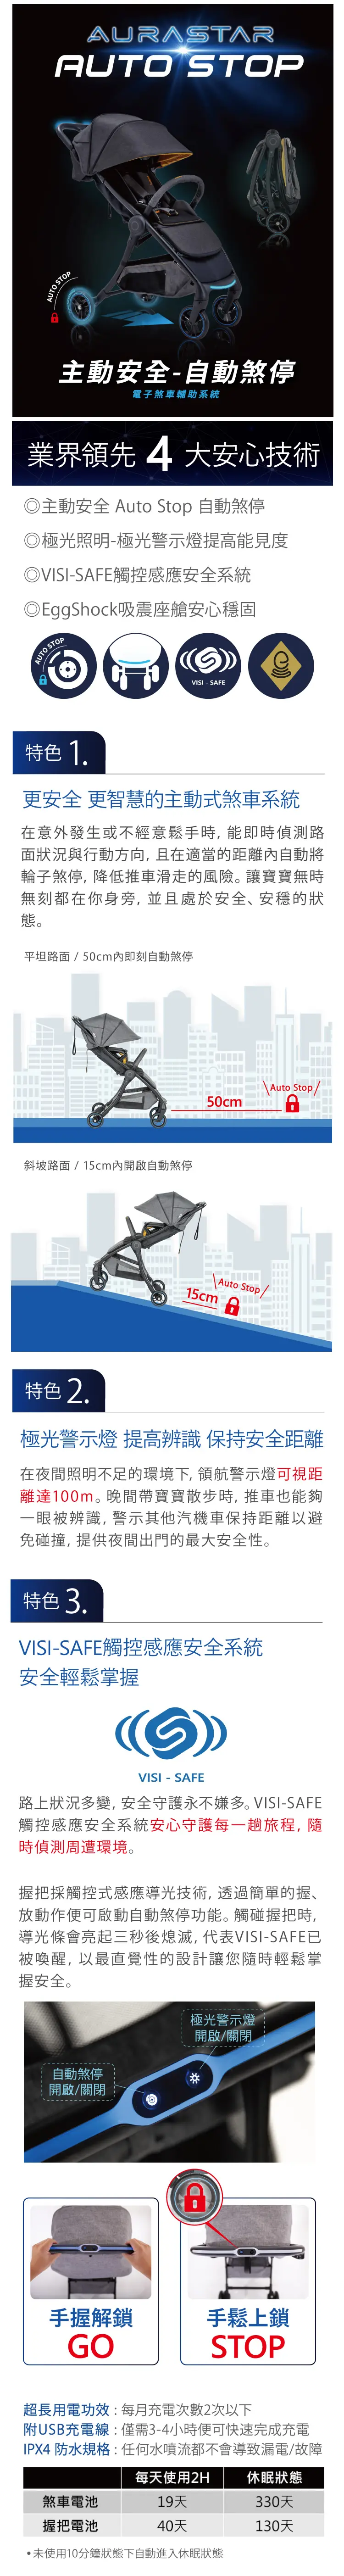 AURASTAR
AUTO STOP
AUTO STOP
主動安全-自動煞停
電子煞車輔助系統
業界領先 4 大安心技術
◎主動安全 Auto Stop 自動煞停
◎極光照明-極光警示燈提高能見度
◎VISI-SAFE觸控感應安全系統
◎EggShock吸震座艙安心穩固
AUTO STOP
VISI - SAFE
特色 1.
更安全 更智慧的主動式煞車系統
在意外發生或不經意鬆手時, 能即時偵測路
面狀況與行動方向, 且在適當的距離內自動將
輪子煞停, 降低推車滑走的風險。讓寶寶無時
無刻都在你身旁, 並且處於安全、安穩的狀
態。
平坦路面 / 50cm內即刻自動煞停
Auto Stop
50cm
斜坡路面 / 15cm內開啟自動煞停
Auto Stop
15cm
特色 2.
極光警示燈 提高辨識 保持安全距離
在夜間照明不足的環境下, 領航警示燈可視距
離達100m。晚間帶寶寶散步時, 推車也能夠
一眼被辨識, 警示其他汽機車保持距離以避
免碰撞, 提供夜間出門的最大安全性。
特色 3.
VISI-SAFE觸控感應安全系統
安全輕鬆掌握
VISI - SAFE
路上狀況多變, 安全守護永不嫌多。VISI-SAFE
觸控感應安全系統安心守護每一趟旅程, 隨
時偵測周遭環境。
握把採觸控式感應導光技術, 透過簡單的握、
放動作便可啟動自動煞停功能。觸碰握把時,
導光條會亮起三秒後熄滅, 代表VISI-SAFE已
被喚醒, 以最直覺性的設計讓您隨時輕鬆掌
握安全。
極光警示燈
開啟/關閉
自動煞停
開啟/關閉
手握解鎖
GO
手鬆上鎖
STOP
超長用電功效 : 每月充電次數2次以下
附USB充電線 : 僅需3-4小時便可快速完成充電
IPX4 防水規格 : 任何水噴流都不會導致漏電/故障
每天使用2H 休眠狀態
煞車電池 19天 330天
握把電池 40天 130天
•未使用10分鐘狀態下自動進入休眠狀態